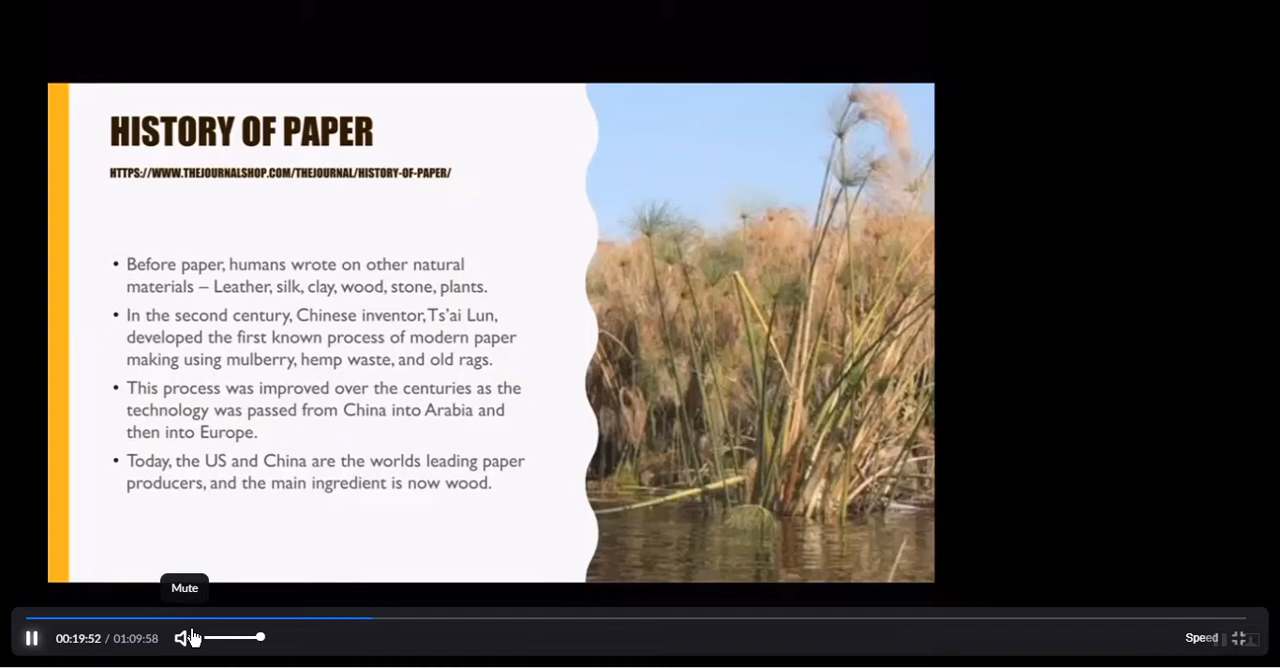 HISTORY OF PAPER
HTTPS://WWW.THEJOURNALSHOP.COM/THEJOURNAL/HISTORY-OF-PAPER/
• Before paper, humans wrote on other natural
materials – Leather, silk, clay, wood, stone, plants.
• In the second century, Chinese inventor, Ts'ai Lun,
developed the first known process of modern paper
making using mulberry, hemp waste, and old rags.
• This process was improved over the centuries as the
technology was passed from China into Arabia and
then into Europe.
• Today, the US and China are the worlds leading paper
producers, and the main ingredient is now wood.
Mute
00:19:52 / 01:09:58
Speed